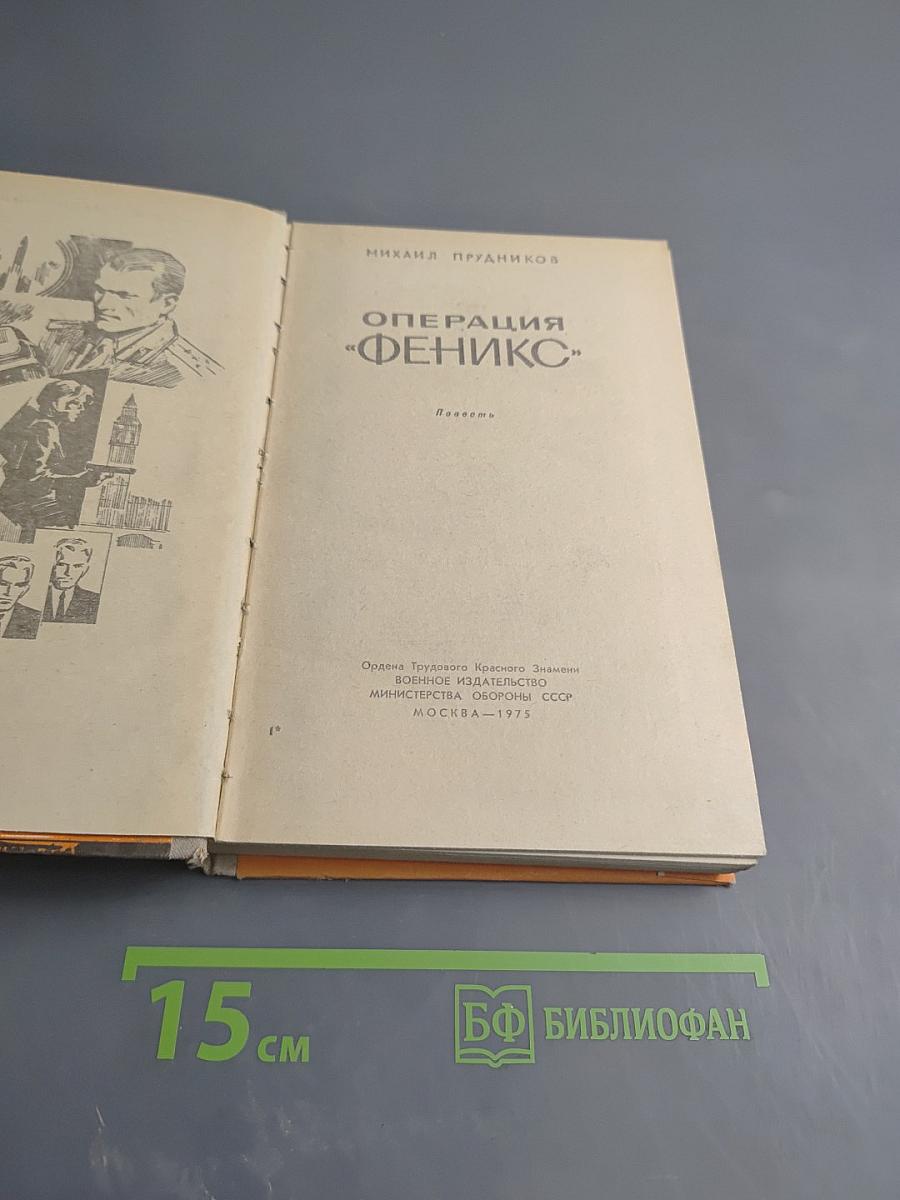 МИХАИЛ ПРУДНИКОВ
ОПЕРАЦИЯ
«ФЕНИКС»
Повесть
Ордена Трудового Красного Знамени
ВОЕННОЕ ИЗДАТЕЛЬСТВО
МИНИСТЕРСТВА ОБОРОНЫ СССР
МОСКВА—1975
1*
15 см
БФ БИБЛИОФАН